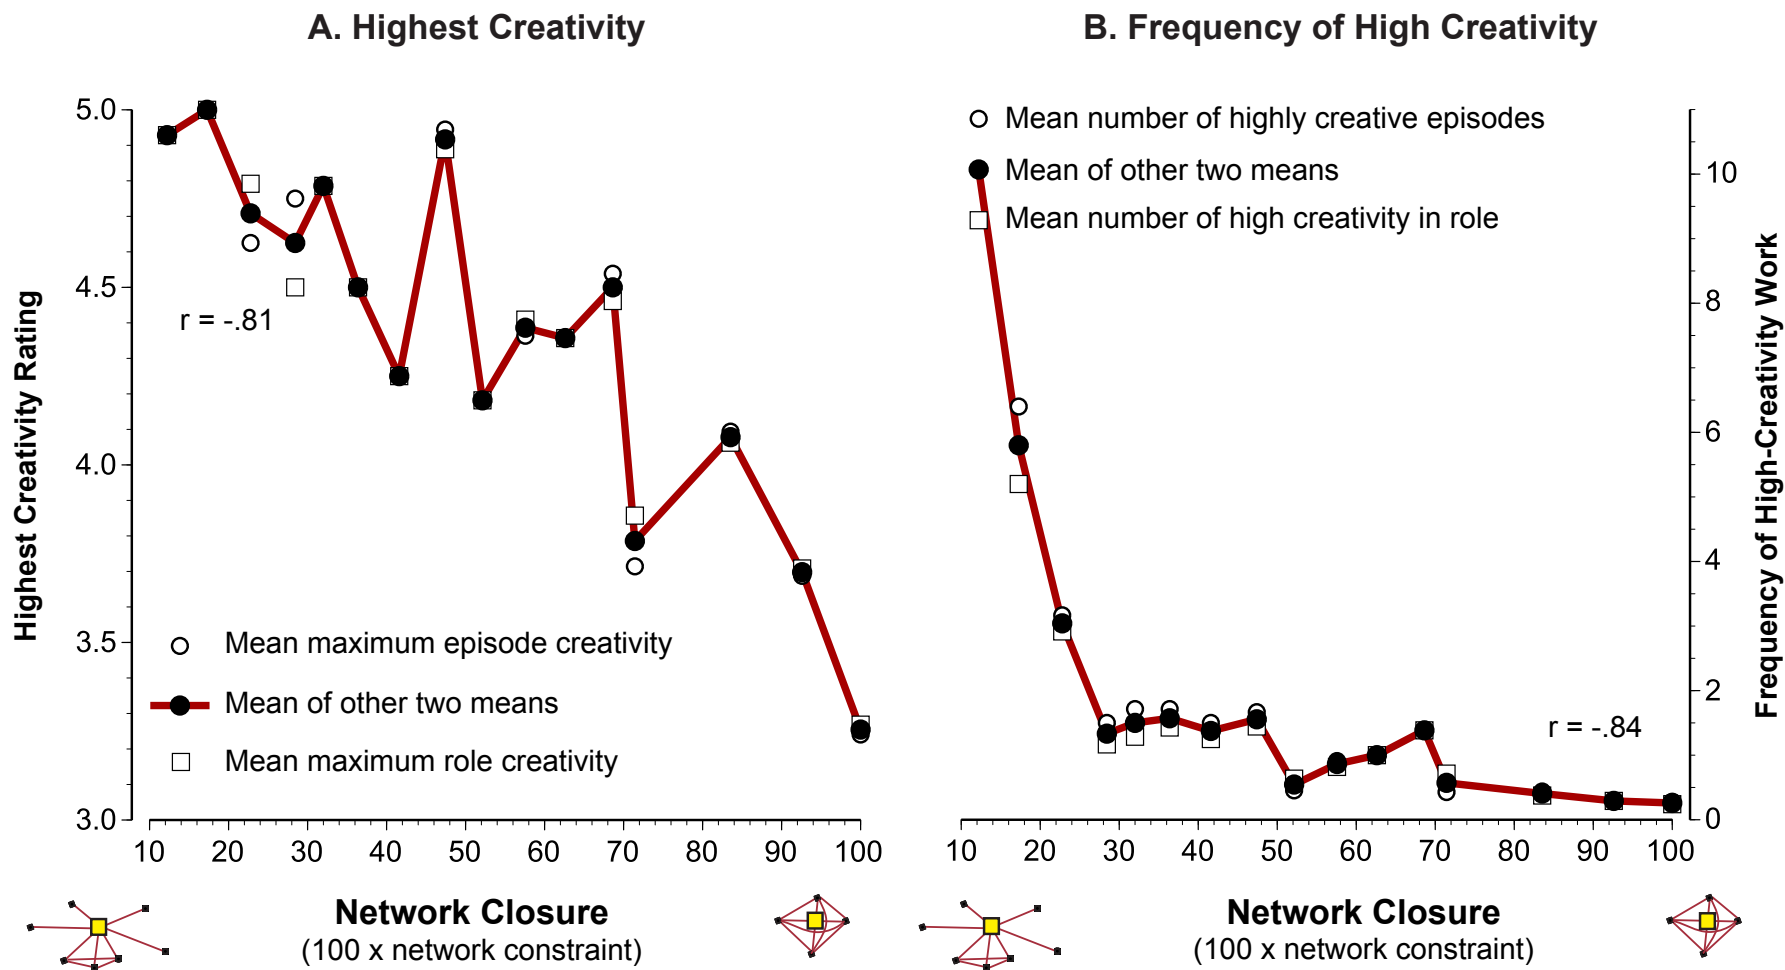 A. Highest Creativity
5.0
4.5
4.0
3.5
3.0
Highest Creativity Rating
r = -.81
Mean maximum episode creativity
Mean of other two means
Mean maximum role creativity
10 20 30 40 50 60 70 80 90 100
Network Closure
(100 x network constraint)
B. Frequency of High Creativity
Mean number of highly creative episodes
Mean of other two means
Mean number of high creativity in role
10
8
6
4
2
0
Frequency of High-Creativity Work
r = -.84
10 20 30 40 50 60 70 80 90 100
Network Closure
(100 x network constraint)